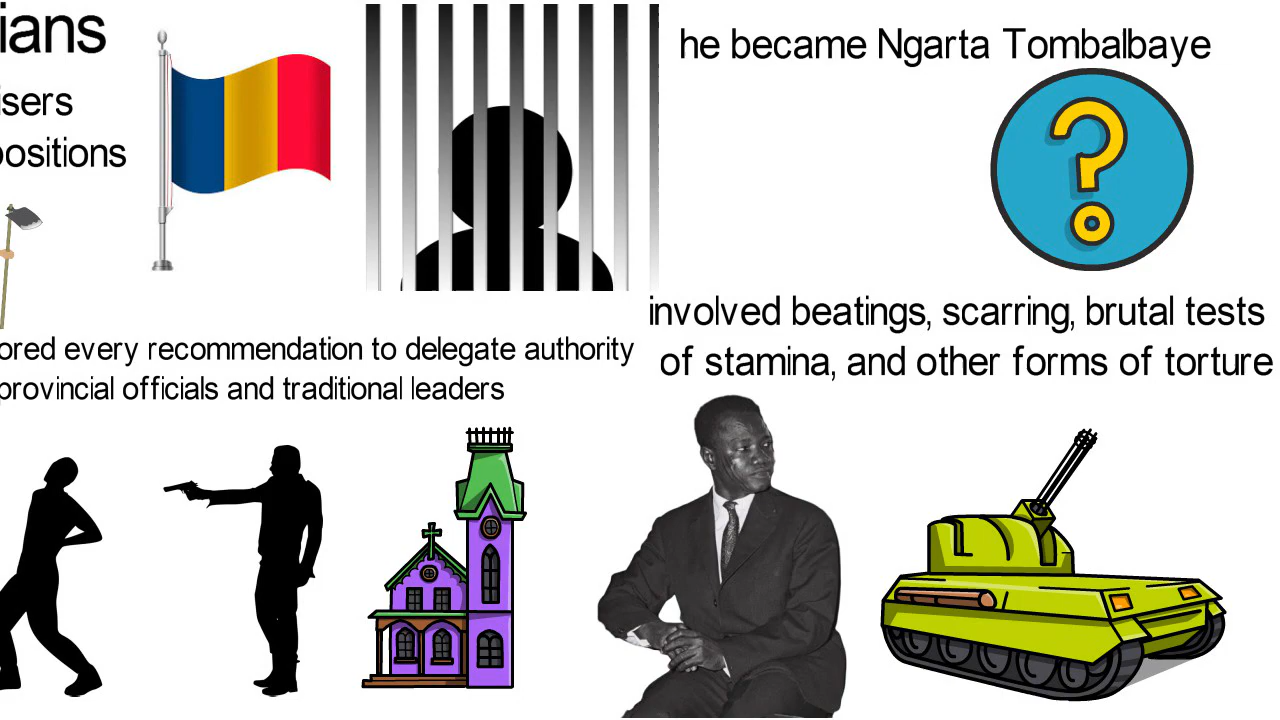 ians
isers
ositions
he became Ngarta Tombalbaye
involved beatings, scarring, brutal tests
of stamina, and other forms of torture
ored every recommendation to delegate authority
provincial officials and traditional leaders